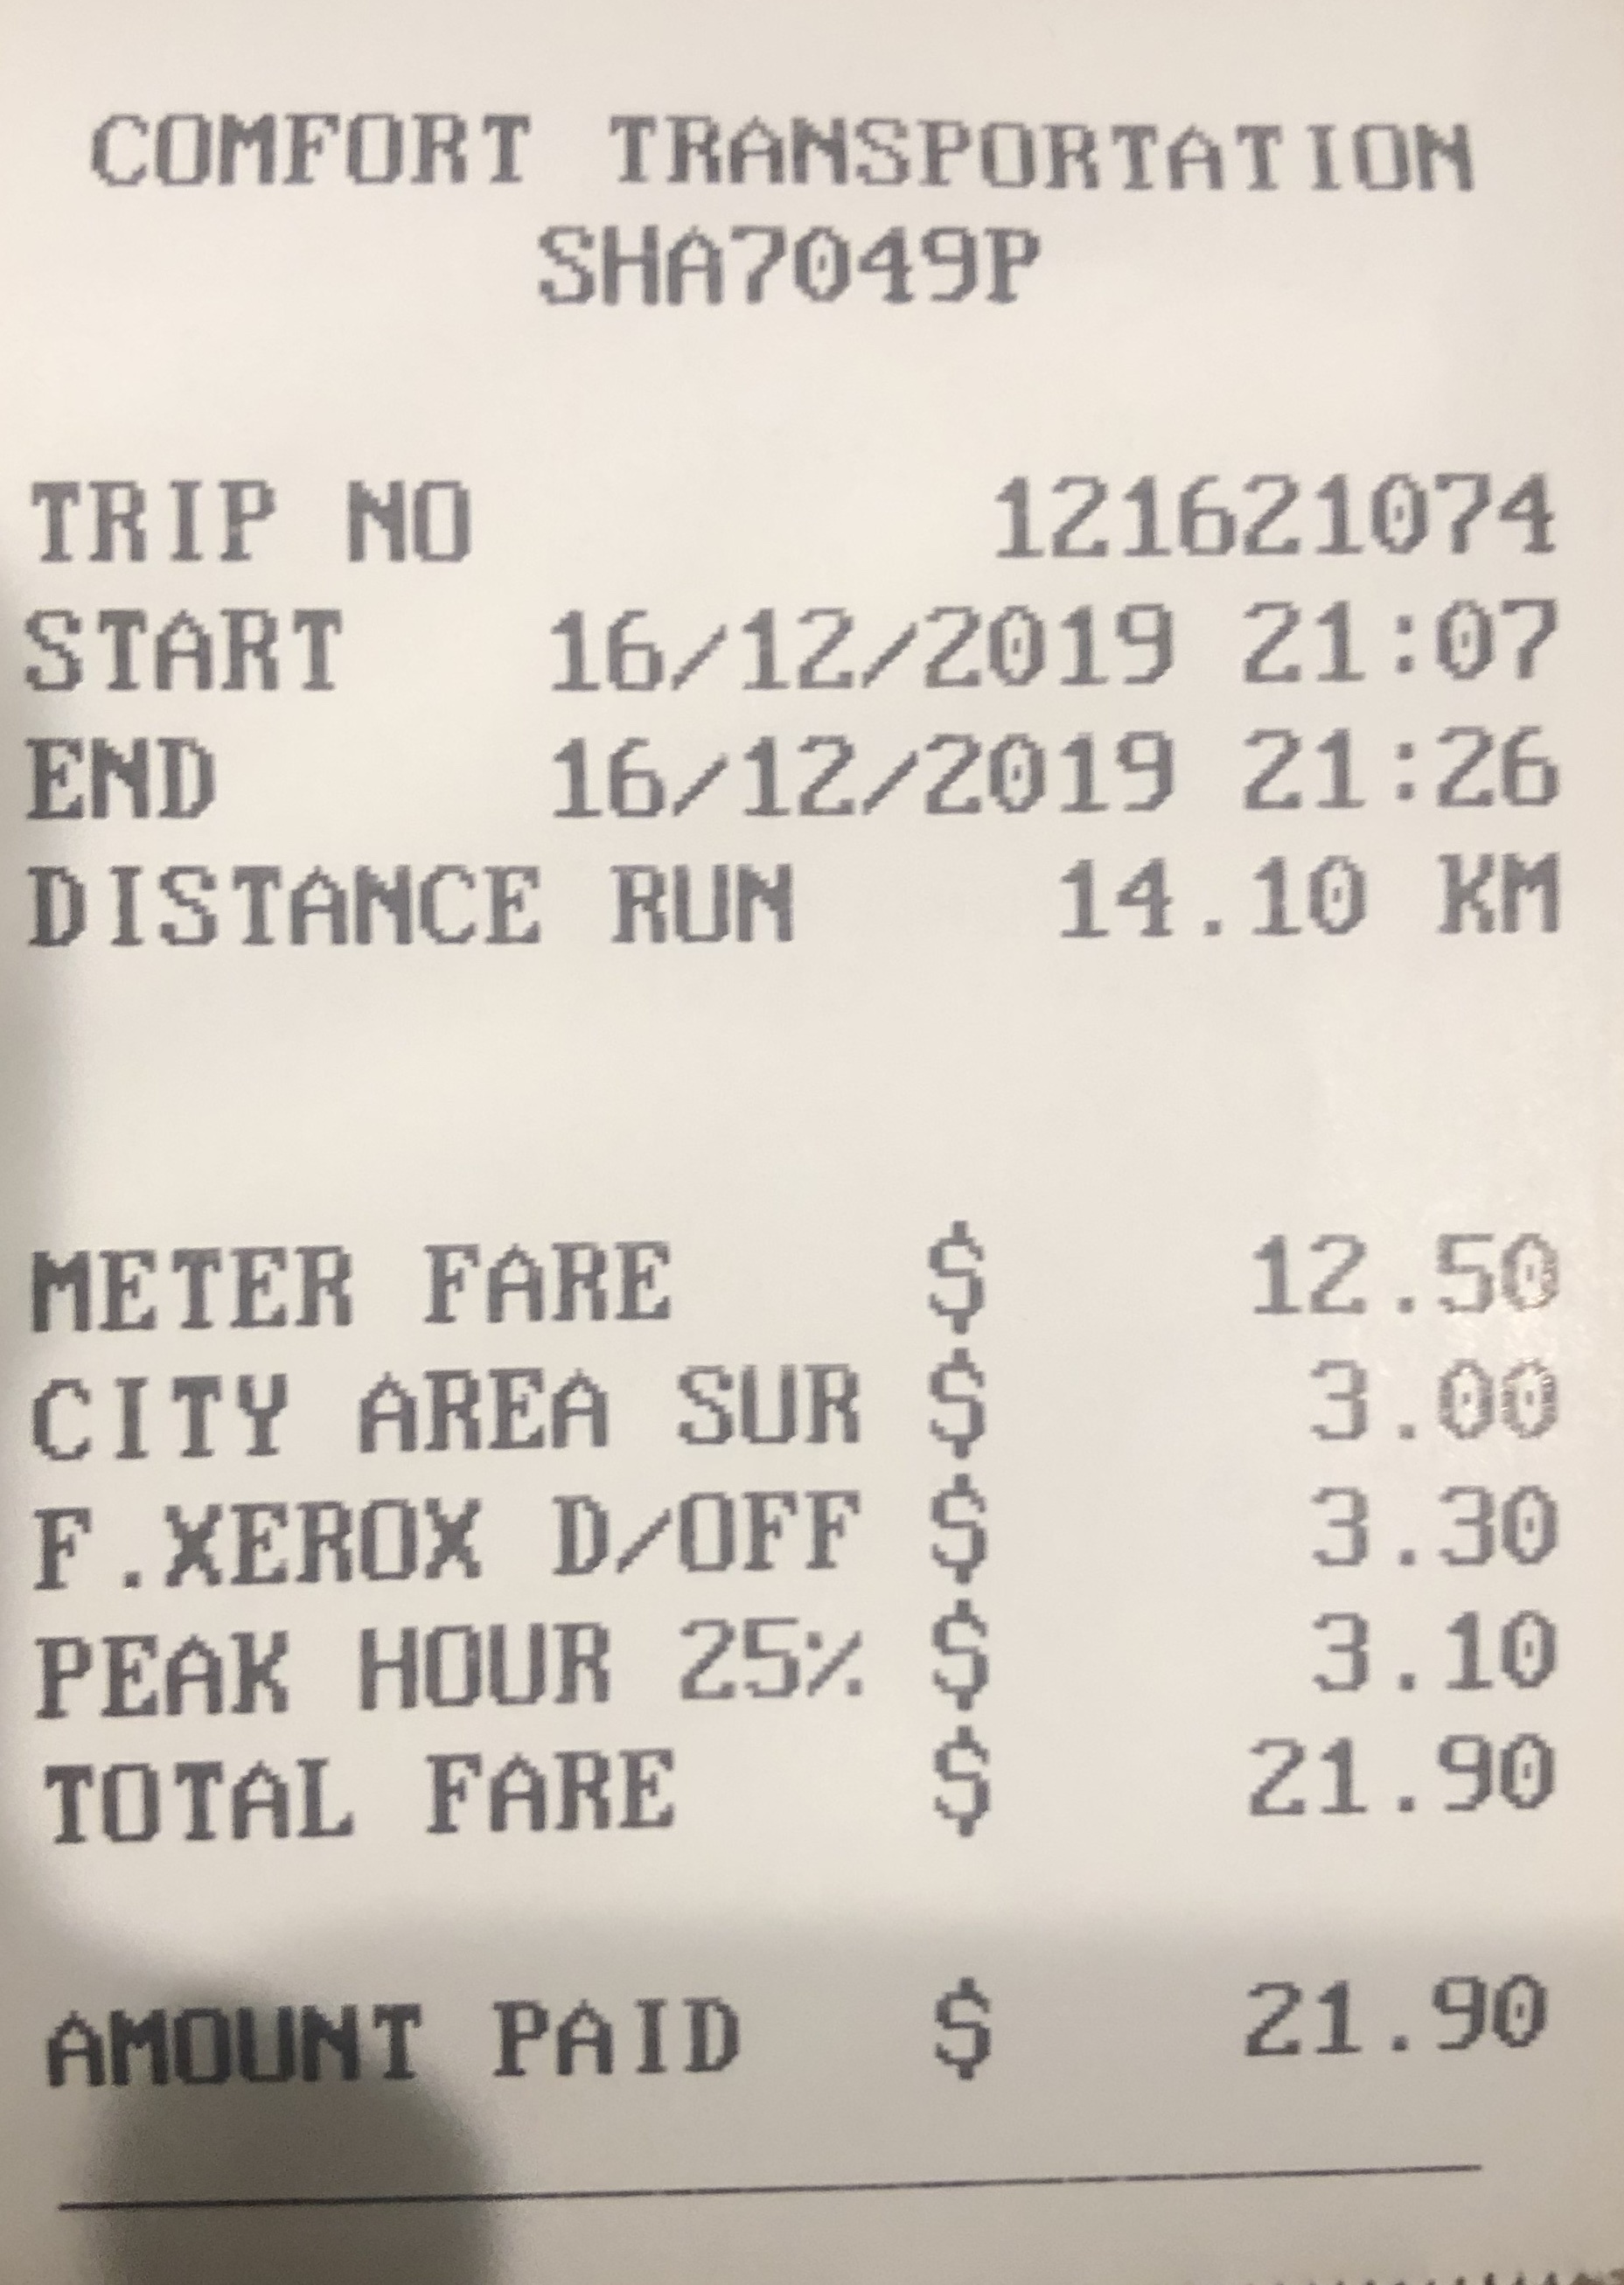 COMFORT TRANSPORTATION
SHA7049P
TRIP NO 121621074
START 16/12/2019 21:07
END 16/12/2019 21:26
DISTANCE RUN 14.10 KM
METER FARE $ 12.50
CITY AREA SUR $ 3.00
F.XEROX D/OFF $ 3.30
PEAK HOUR 25% $ 3.10
TOTAL FARE $ 21.90
AMOUNT PAID $ 21.90